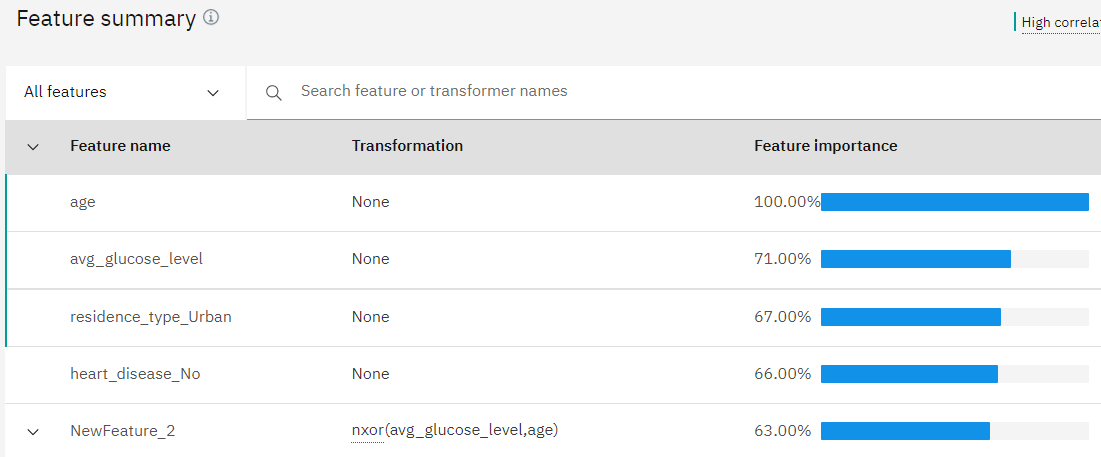 Feature summary
High correla
All features
Search feature or transformer names
Feature name Transformation Feature importance
age None 100.00%
avg_glucose_level None 71.00%
residence_type_Urban None 67.00%
heart_disease_No None 66.00%
NewFeature_2 nxor(avg_glucose_level,age) 63.00%